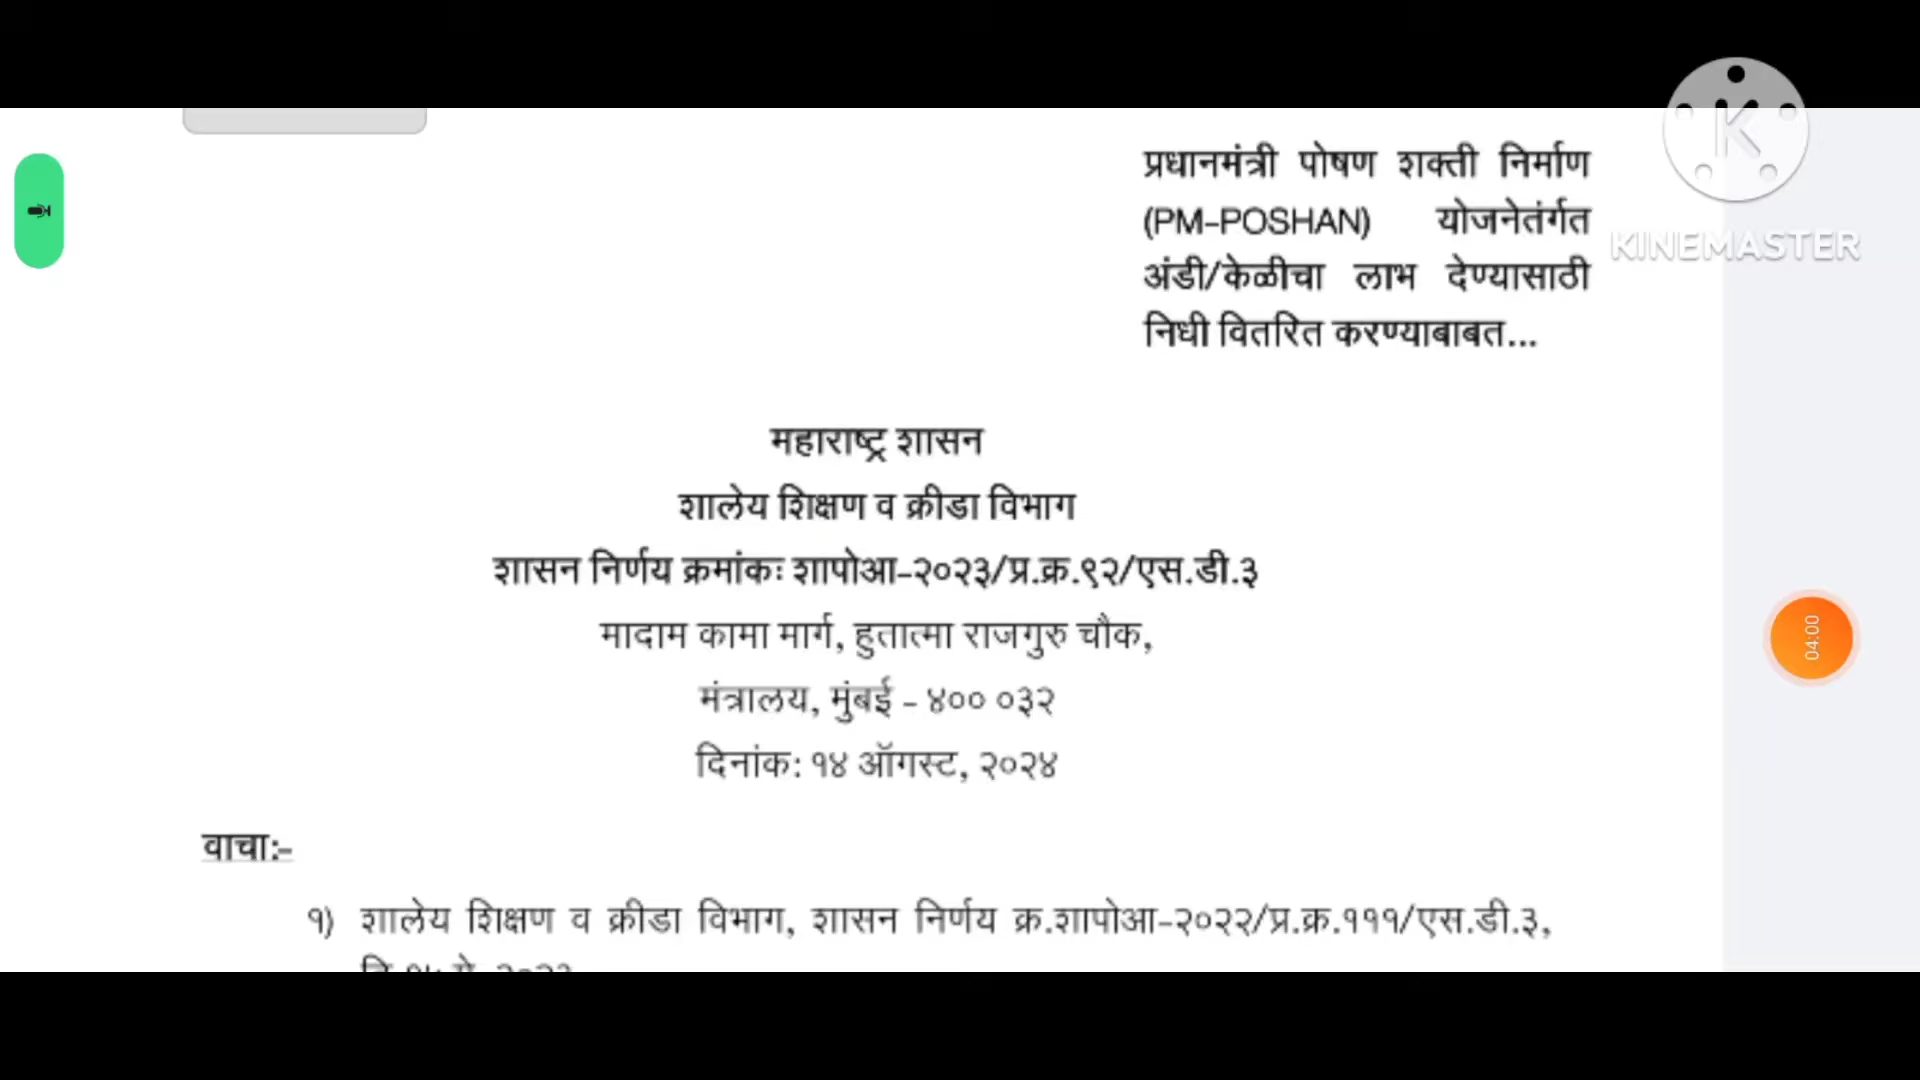 प्रधानमंत्री पोषण शक्ती निर्माण
(PM-POSHAN) योजनेतंर्गत
अंडी/केळीचा लाभ देण्यासाठी
निधी वितरित करण्याबाबत...
KINEMASTER
महाराष्ट्र शासन
शालेय शिक्षण व क्रीडा विभाग
शासन निर्णय क्रमांकः शापोआ-२०२३/प्र.क्र.९२/एस.डी.३
मादाम कामा मार्ग, हुतात्मा राजगुरु चौक,
04:00
मंत्रालय, मुंबई - ४०० ०३२
दिनांक: १४ ऑगस्ट, २०२४
वाचा:-
१) शालेय शिक्षण व क्रीडा विभाग, शासन निर्णय क्र.शापोआ-२०२२/प्र.क्र.१११/एस.डी.३,